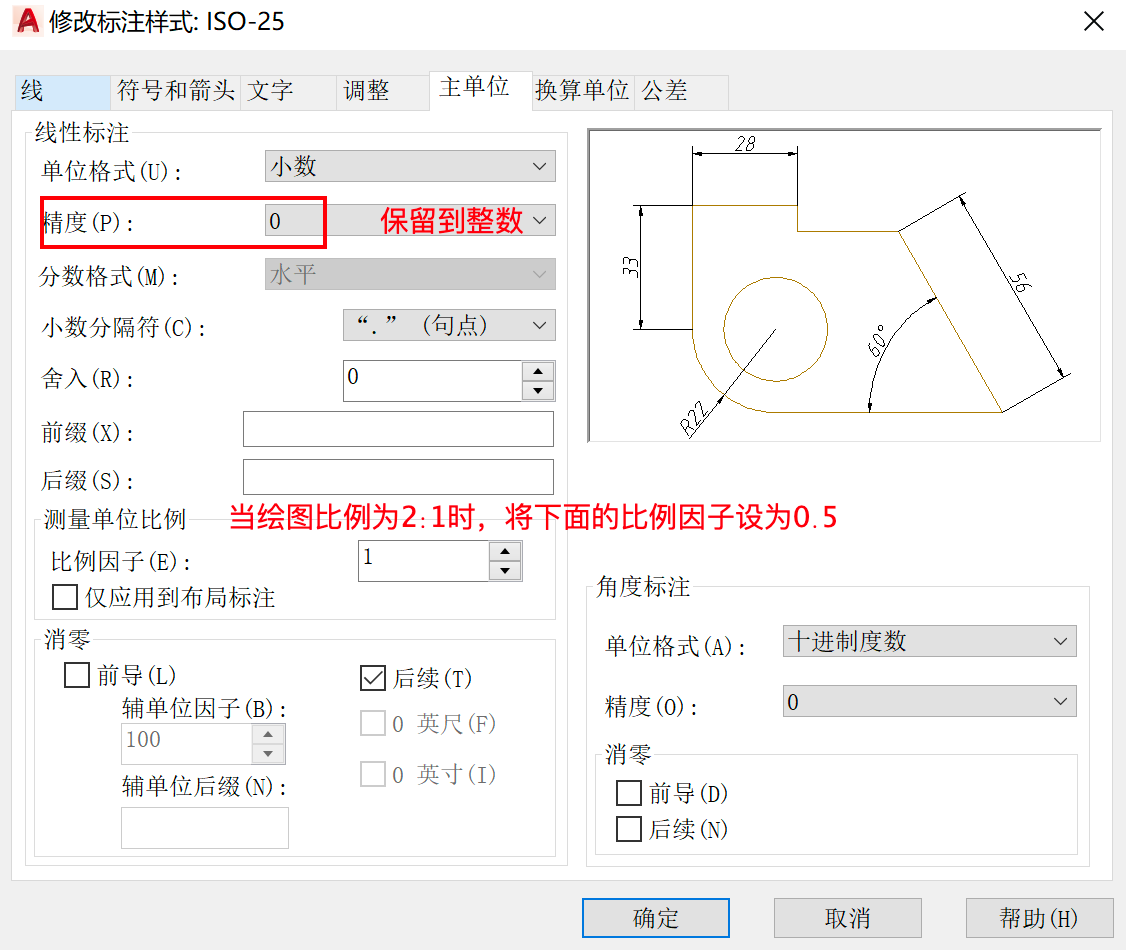 修改标注样式: ISO-25
线 符号和箭头 文字 调整 主单位 换算单位 公差
线性标注
单位格式(U): 小数
精度(P): 0 保留到整数
分数格式(M): 水平
小数分隔符(C): “.” (句点)
舍入(R): 0
前缀(X):
后缀(S):
测量单位比例
当绘图比例为2:1时，将下面的比例因子设为0.5
比例因子(E): 1
仅应用到布局标注
消零
前导(L)
后续(T)
辅单位因子(B):
100
0 英尺(F)
辅单位后缀(N):
0 英寸(I)
28
33
56
60°
R22
角度标注
单位格式(A): 十进制度数
精度(O): 0
消零
前导(D)
后续(N)
确定 取消 帮助(H)